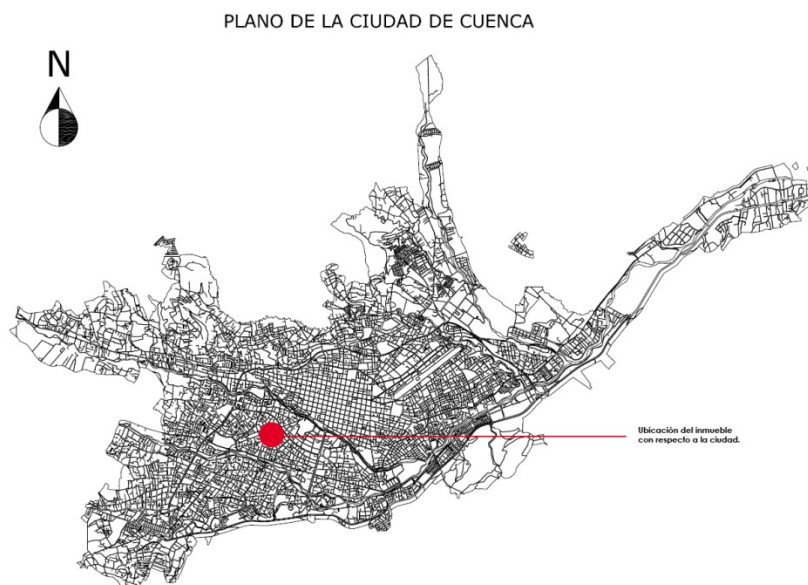 PLANO DE LA CIUDAD DE CUENCA
N
Ubicación del inmueble
con respecto a la ciudad.